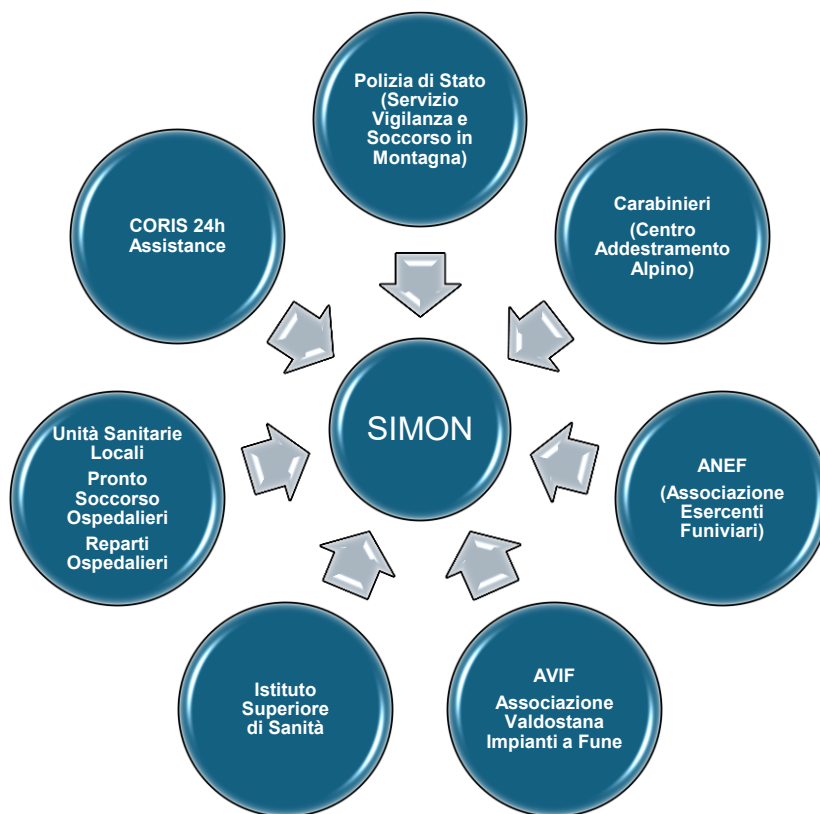 Polizia di Stato
(Servizio
Vigilanza e
Soccorso in
Montagna)
Carabinieri
(Centro
Addestramento
Alpino)
ANEF
(Associazione
Esercenti
Funiviari)
AVIF
Associazione
Valdostana
Impianti a Fune
Istituto
Superiore
di Sanità
Unità Sanitarie
Locali
Pronto
Soccorso
Ospedalieri
Reparti
Ospedalieri
CORIS 24h
Assistance
SIMON